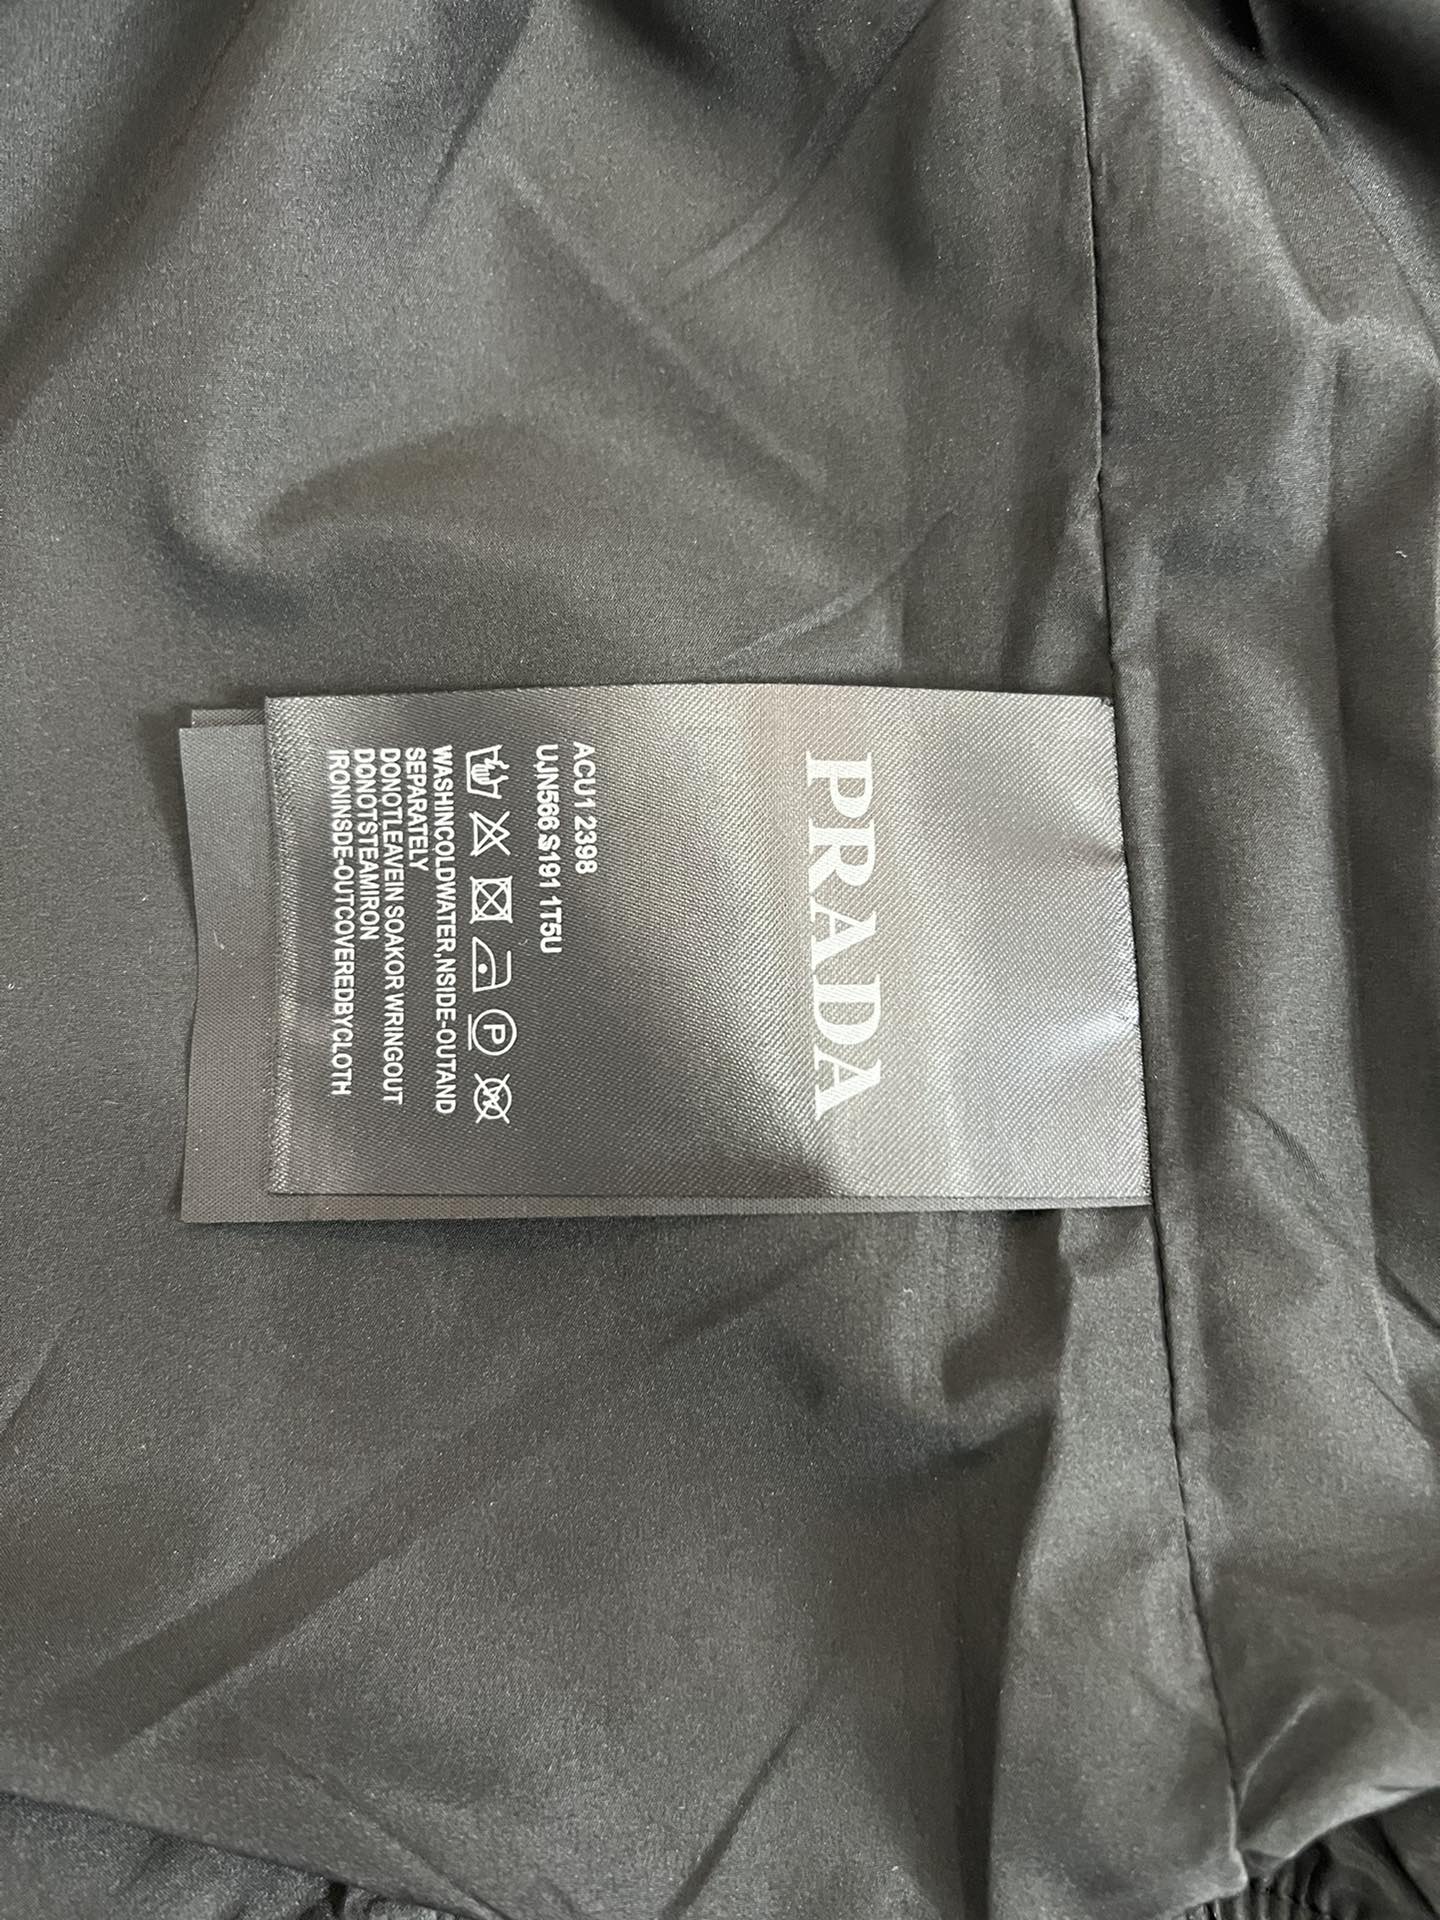 PRADA
ACU1 2398
UJN566 S191 1T5U
P
WASHINCOLDWATER,NSIDE-OUTAND
SEPARATELY
DONOTLEAVEIN SOAKOR WRINGOUT
DONOTSTEAMIRON
IRONINSDE-OUTCOVEREDBYCLOTH